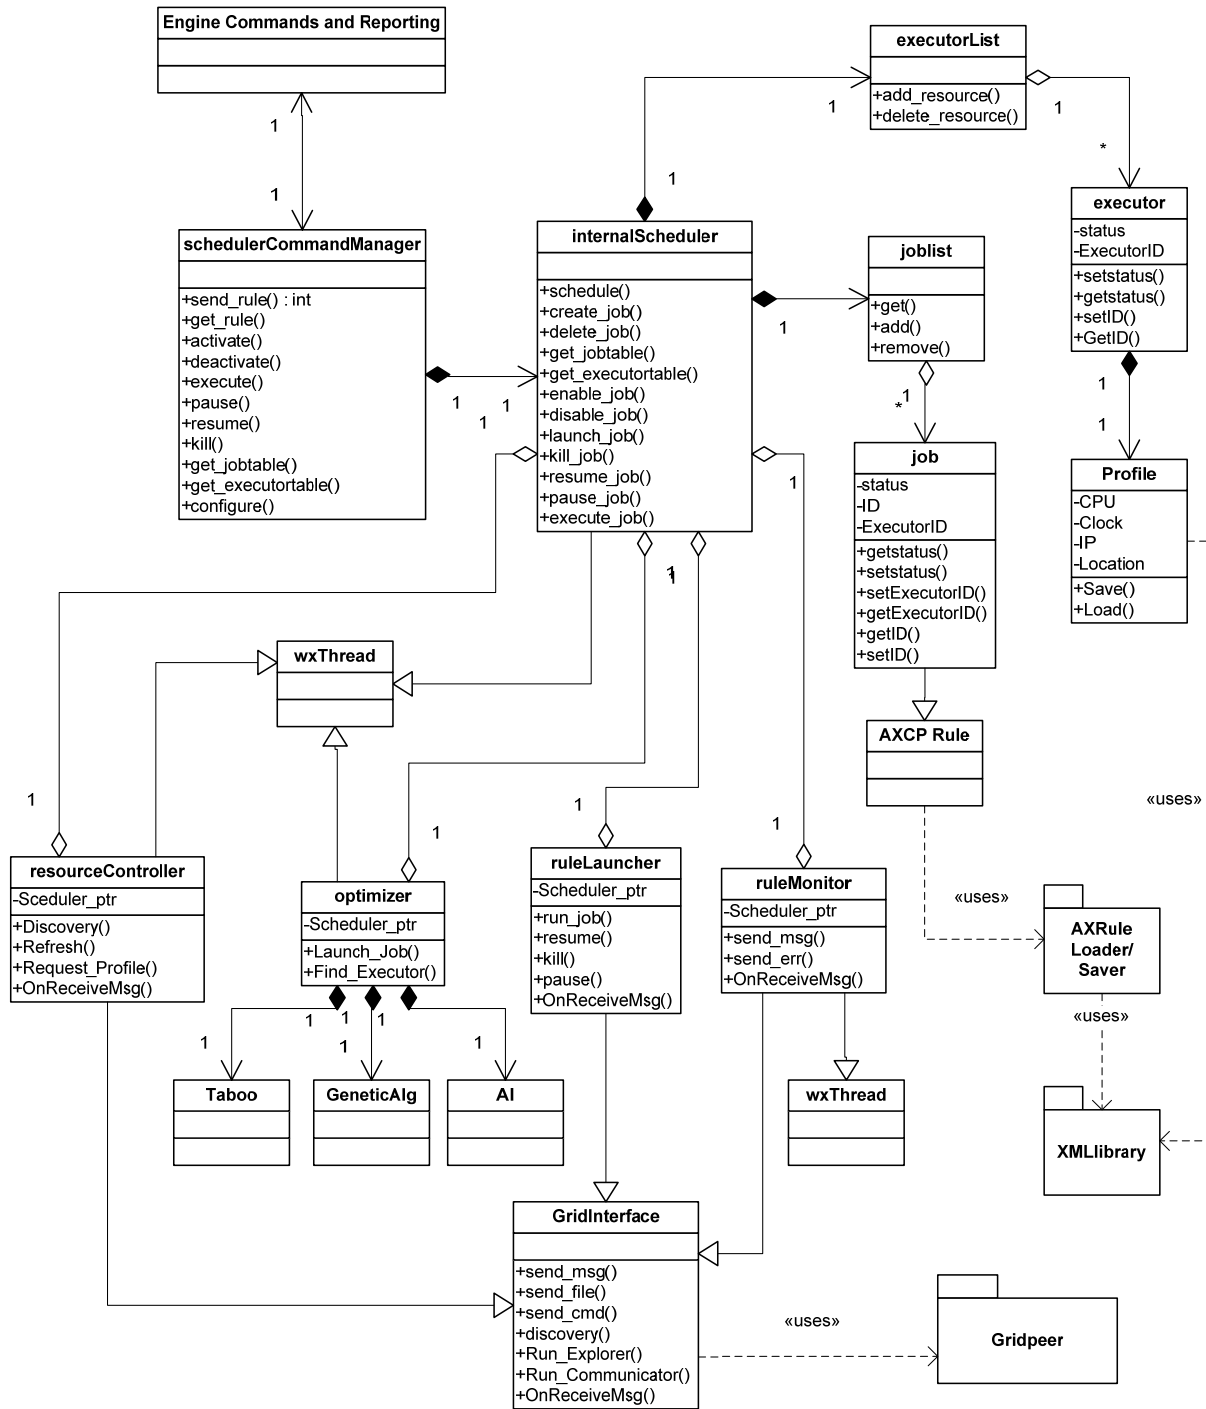 Engine Commands and Reporting
executorList
+add_resource()
+delete_resource()
1
1
1
1
1
*
1
executor
-status
-ExecutorID
+setstatus()
+getstatus()
+setID()
+GetID()
schedulerCommandManager
+send_rule() : int
+get_rule()
+activate()
+deactivate()
+execute()
+pause()
+resume()
+kill()
+get_jobtable()
+get_executortable()
+configure()
internalScheduler
+schedule()
+create_job()
+delete_job()
+get_jobtable()
+get_executortable()
+enable_job()
+disable_job()
+launch_job()
+kill_job()
+resume_job()
+pause_job()
+execute_job()
joblist
+get()
+add()
+remove()
1
1
1
1
1
*
1
1
1
job
-status
-ID
-ExecutorID
+getstatus()
+setstatus()
+setExecutorID()
+getExecutorID()
+getID()
+setID()
Profile
-CPU
-Clock
-IP
-Location
+Save()
+Load()
1
wxThread
AXCP Rule
«uses»
1
1
1
1
resourceController
-Sceduler_ptr
+Discovery()
+Refresh()
+Request_Profile()
+OnReceiveMsg()
optimizer
-Scheduler_ptr
+Launch_Job()
+Find_Executor()
ruleLauncher
-Scheduler_ptr
+run_job()
+resume()
+kill()
+pause()
+OnReceiveMsg()
ruleMonitor
-Scheduler_ptr
+send_msg()
+send_err()
+OnReceiveMsg()
«uses»
AXRule
Loader/
Saver
«uses»
1
1
1
1
1
1
Taboo
GeneticAlg
AI
wxThread
XMLlibrary
GridInterface
+send_msg()
+send_file()
+send_cmd()
+discovery()
+Run_Explorer()
+Run_Communicator()
+OnReceiveMsg()
«uses»
Gridpeer